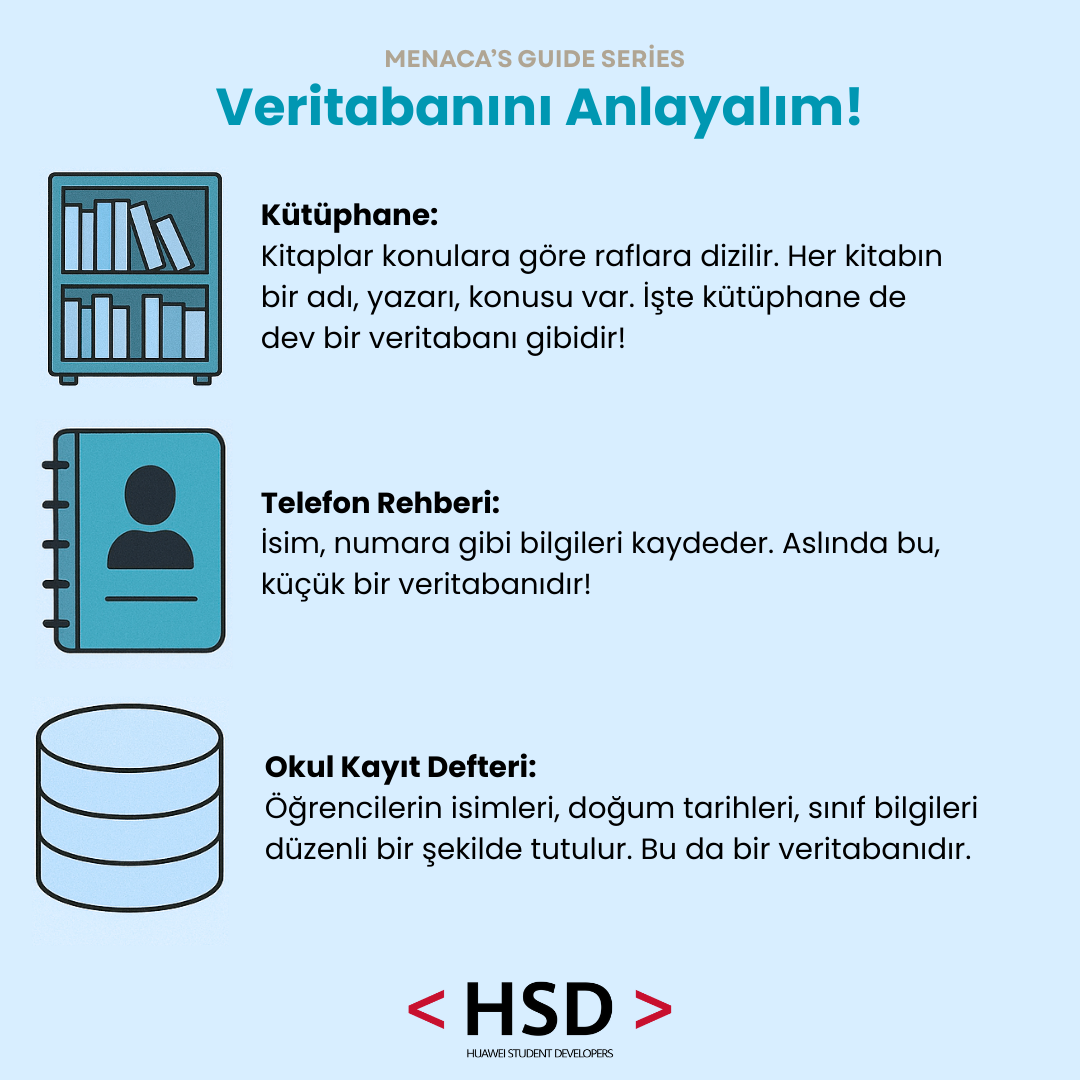 MENACA’S GUIDE SERİES
Veritabanını Anlayalım!
Kütüphane:
Kitaplar konulara göre raflara dizilir. Her kitabın
bir adı, yazarı, konusu var. İşte kütüphane de
dev bir veritabanı gibidir!
Telefon Rehberi:
İsim, numara gibi bilgileri kaydeder. Aslında bu,
küçük bir veritabanıdır!
Okul Kayıt Defteri:
Öğrencilerin isimleri, doğum tarihleri, sınıf bilgileri
düzenli bir şekilde tutulur. Bu da bir veritabanıdır.
< HSD >
HUAWEI STUDENT DEVELOPERS